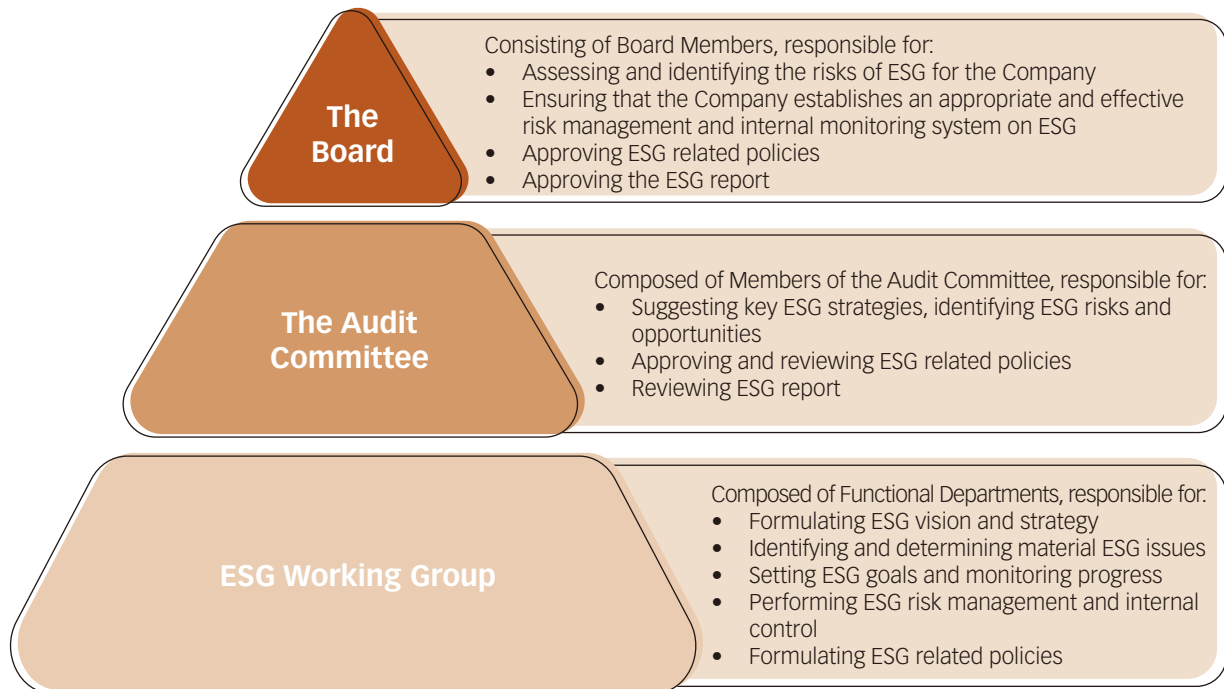 The
Board
Consisting of Board Members, responsible for:
• Assessing and identifying the risks of ESG for the Company
• Ensuring that the Company establishes an appropriate and effective
risk management and internal monitoring system on ESG
• Approving ESG related policies
• Approving the ESG report
The Audit
Committee
Composed of Members of the Audit Committee, responsible for:
• Suggesting key ESG strategies, identifying ESG risks and
opportunities
• Approving and reviewing ESG related policies
• Reviewing ESG report
ESG Working Group
Composed of Functional Departments, responsible for:
• Formulating ESG vision and strategy
• Identifying and determining material ESG issues
• Setting ESG goals and monitoring progress
• Performing ESG risk management and internal
control
• Formulating ESG related policies